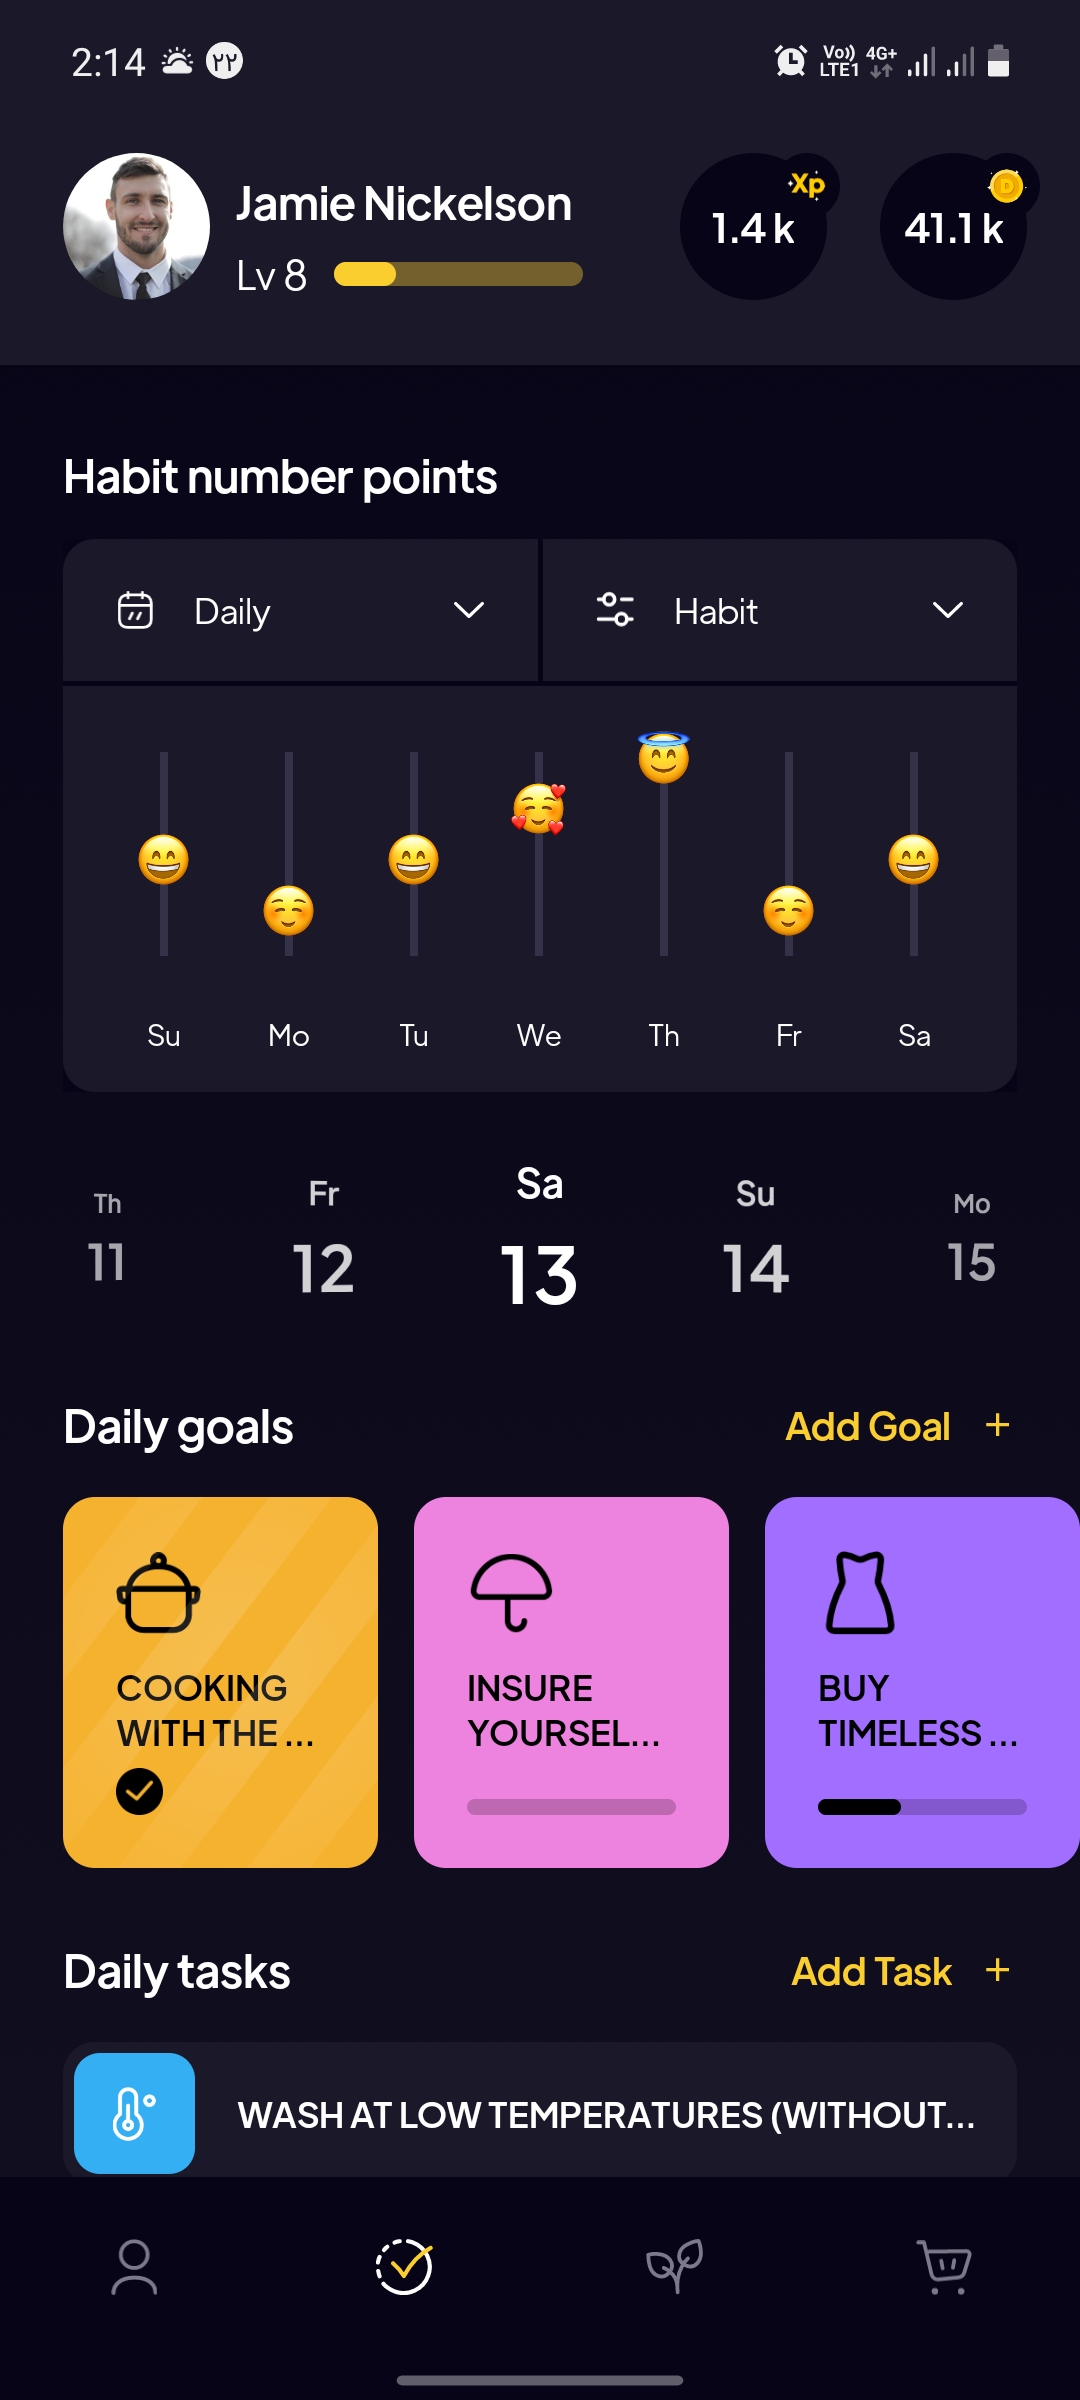 2:14 ۲۲ Vo)) LTE1 4G+
Jamie Nickelson
Lv 8
1.4 k Xp
41.1 k D
Habit number points
Daily Habit
Su Mo Tu We Th Fr Sa
Th Fr Sa Su Mo
11 12 13 14 15
Daily goals Add Goal +
COOKING
WITH THE ...
INSURE
YOURSEL...
BUY
TIMELESS ...
Daily tasks Add Task +
WASH AT LOW TEMPERATURES (WITHOUT...